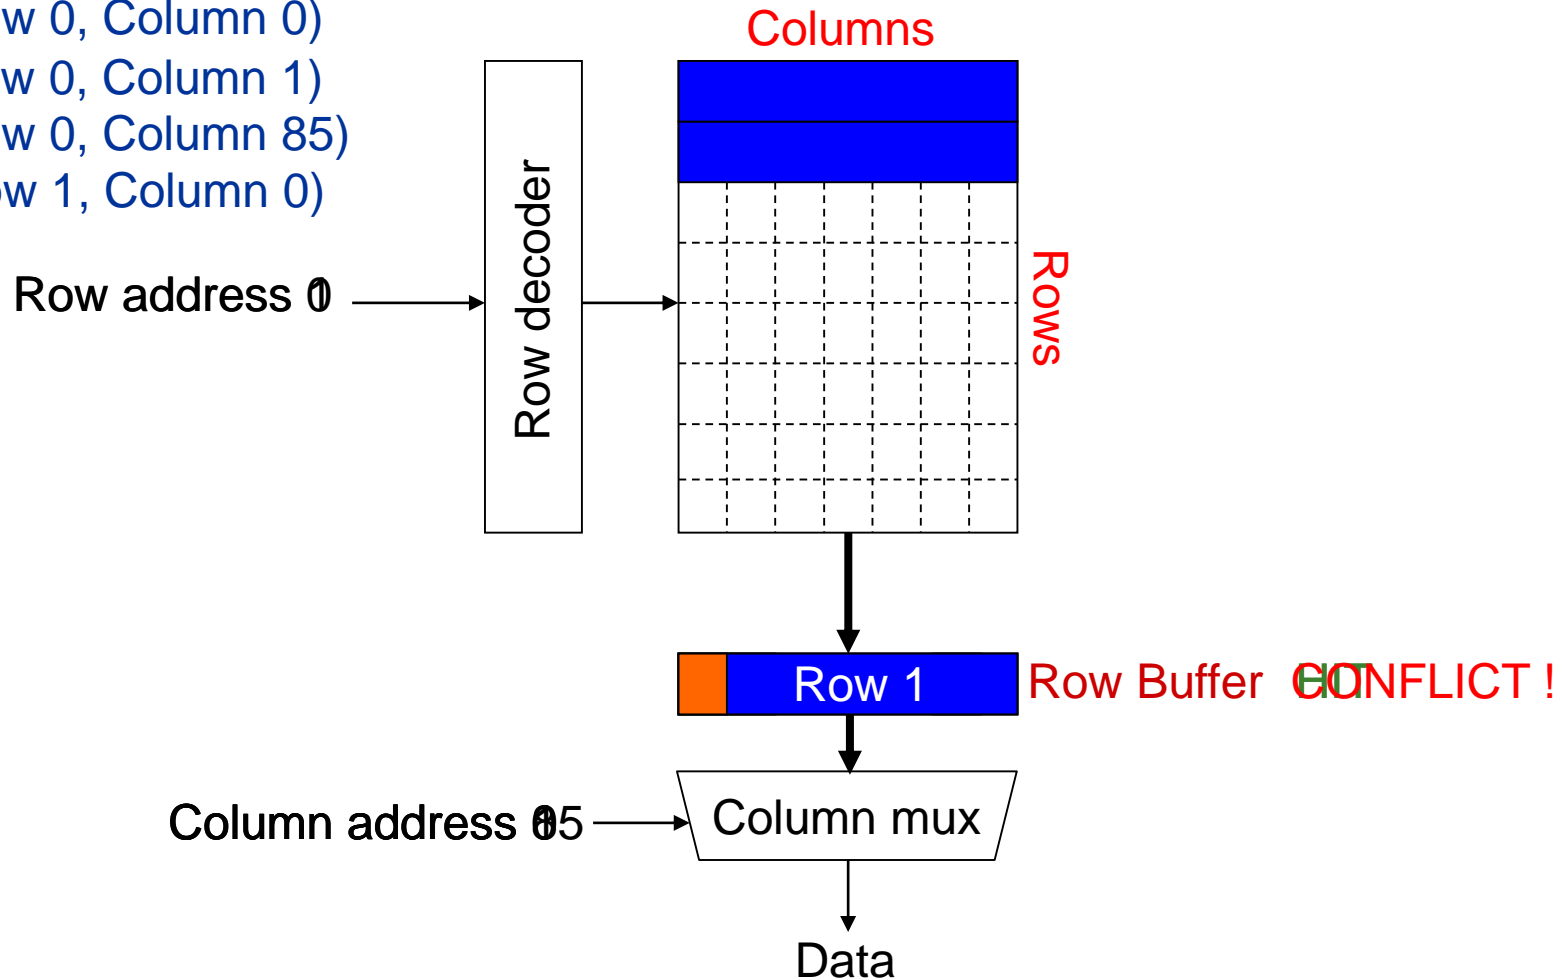 w 0, Column 0)
w 0, Column 1)
w 0, Column 85)
w 1, Column 0)
Columns
Row decoder
Rows
Row address
Row 1
Row Buffer CONFLICT !
Column address
Column mux
Data